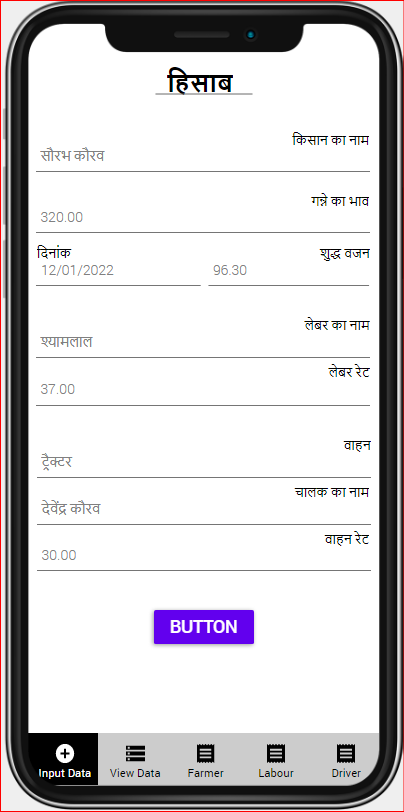 हिसाब
किसान का नाम
सौरभ कौरव
गन्ने का भाव
320.00
दिनांक शुद्ध वजन
12/01/2022 96.30
लेबर का नाम
श्यामलाल
लेबर रेट
37.00
वाहन
ट्रैक्टर
चालक का नाम
देवेंद्र कौरव
वाहन रेट
30.00
BUTTON
Input Data View Data Farmer Labour Driver